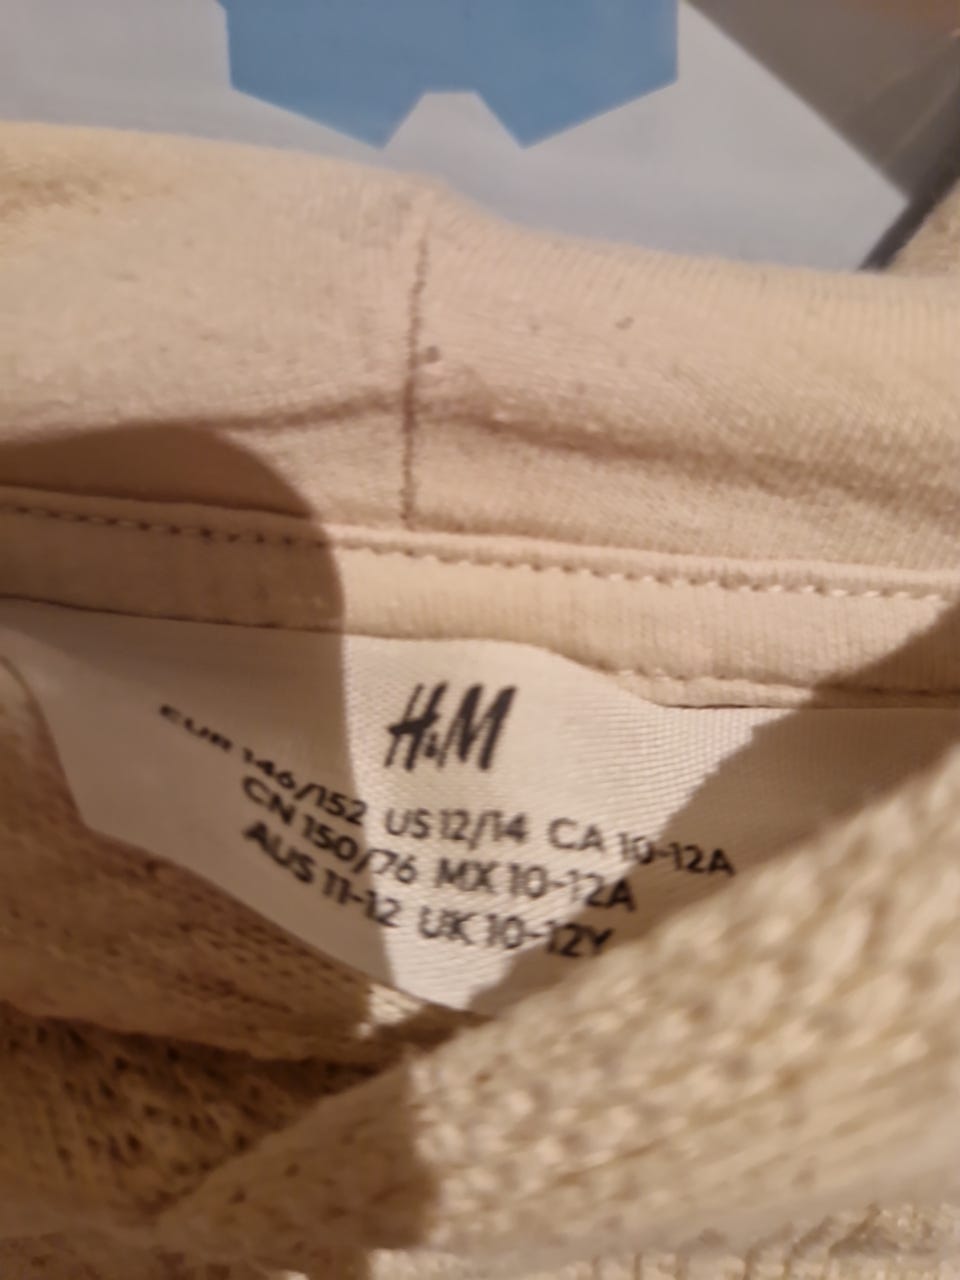 H&M
EUR 146/152 US 12/14 CA 10-12A
CN 150/76 MX 10-12A
AUS 11-12 UK 10-12Y